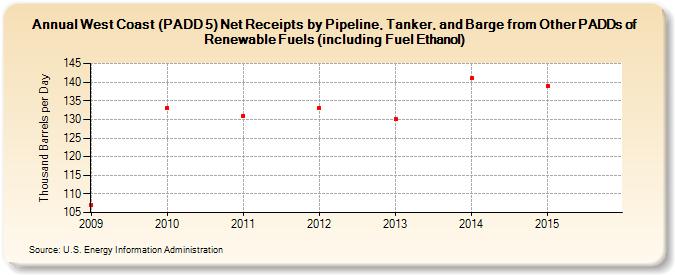 Annual West Coast (PADD 5) Net Receipts by Pipeline, Tanker, and Barge from Other PADDs of
Renewable Fuels (including Fuel Ethanol)
Thousand Barrels per Day
145
140
135
130
125
120
115
110
105
2009 2010 2011 2012 2013 2014 2015
Source: U.S. Energy Information Administration